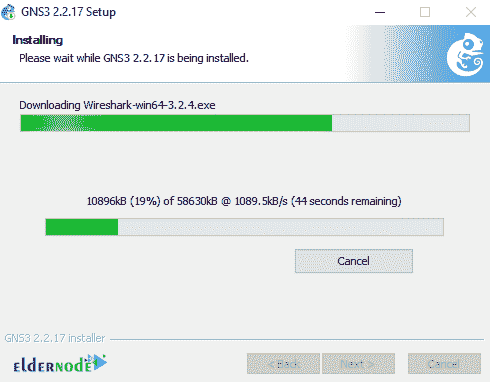 GNS3 2.2.17 Setup
Installing
Please wait while GNS3 2.2.17 is being installed.
Downloading Wireshark-win64-3.2.4.exe
10896kB (19%) of 58630kB @ 1089.5kB/s (44 seconds remaining)
Cancel
GNS3 2.2.17 installer
elderNode
< Back Next > Cancel